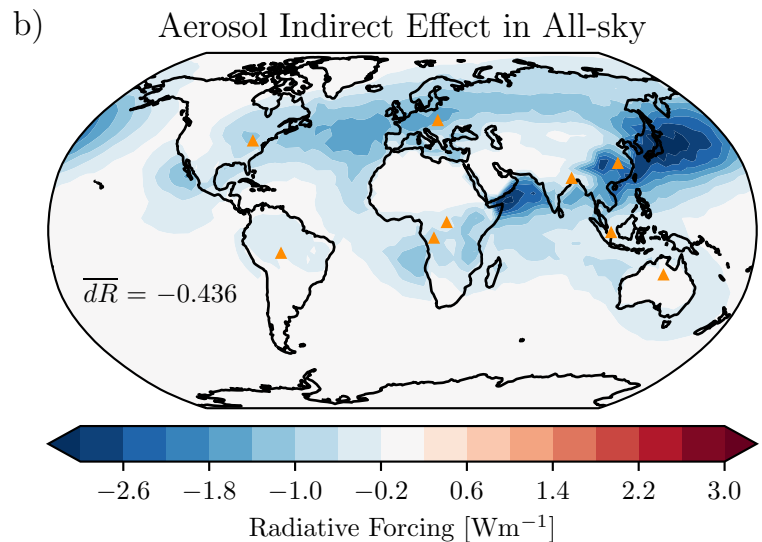 b)
Aerosol Indirect Effect in All-sky
$\overline{dR}$ = −0.436
−2.6 −1.8 −1.0 −0.2 0.6 1.4 2.2 3.0
Radiative Forcing [Wm⁻¹]